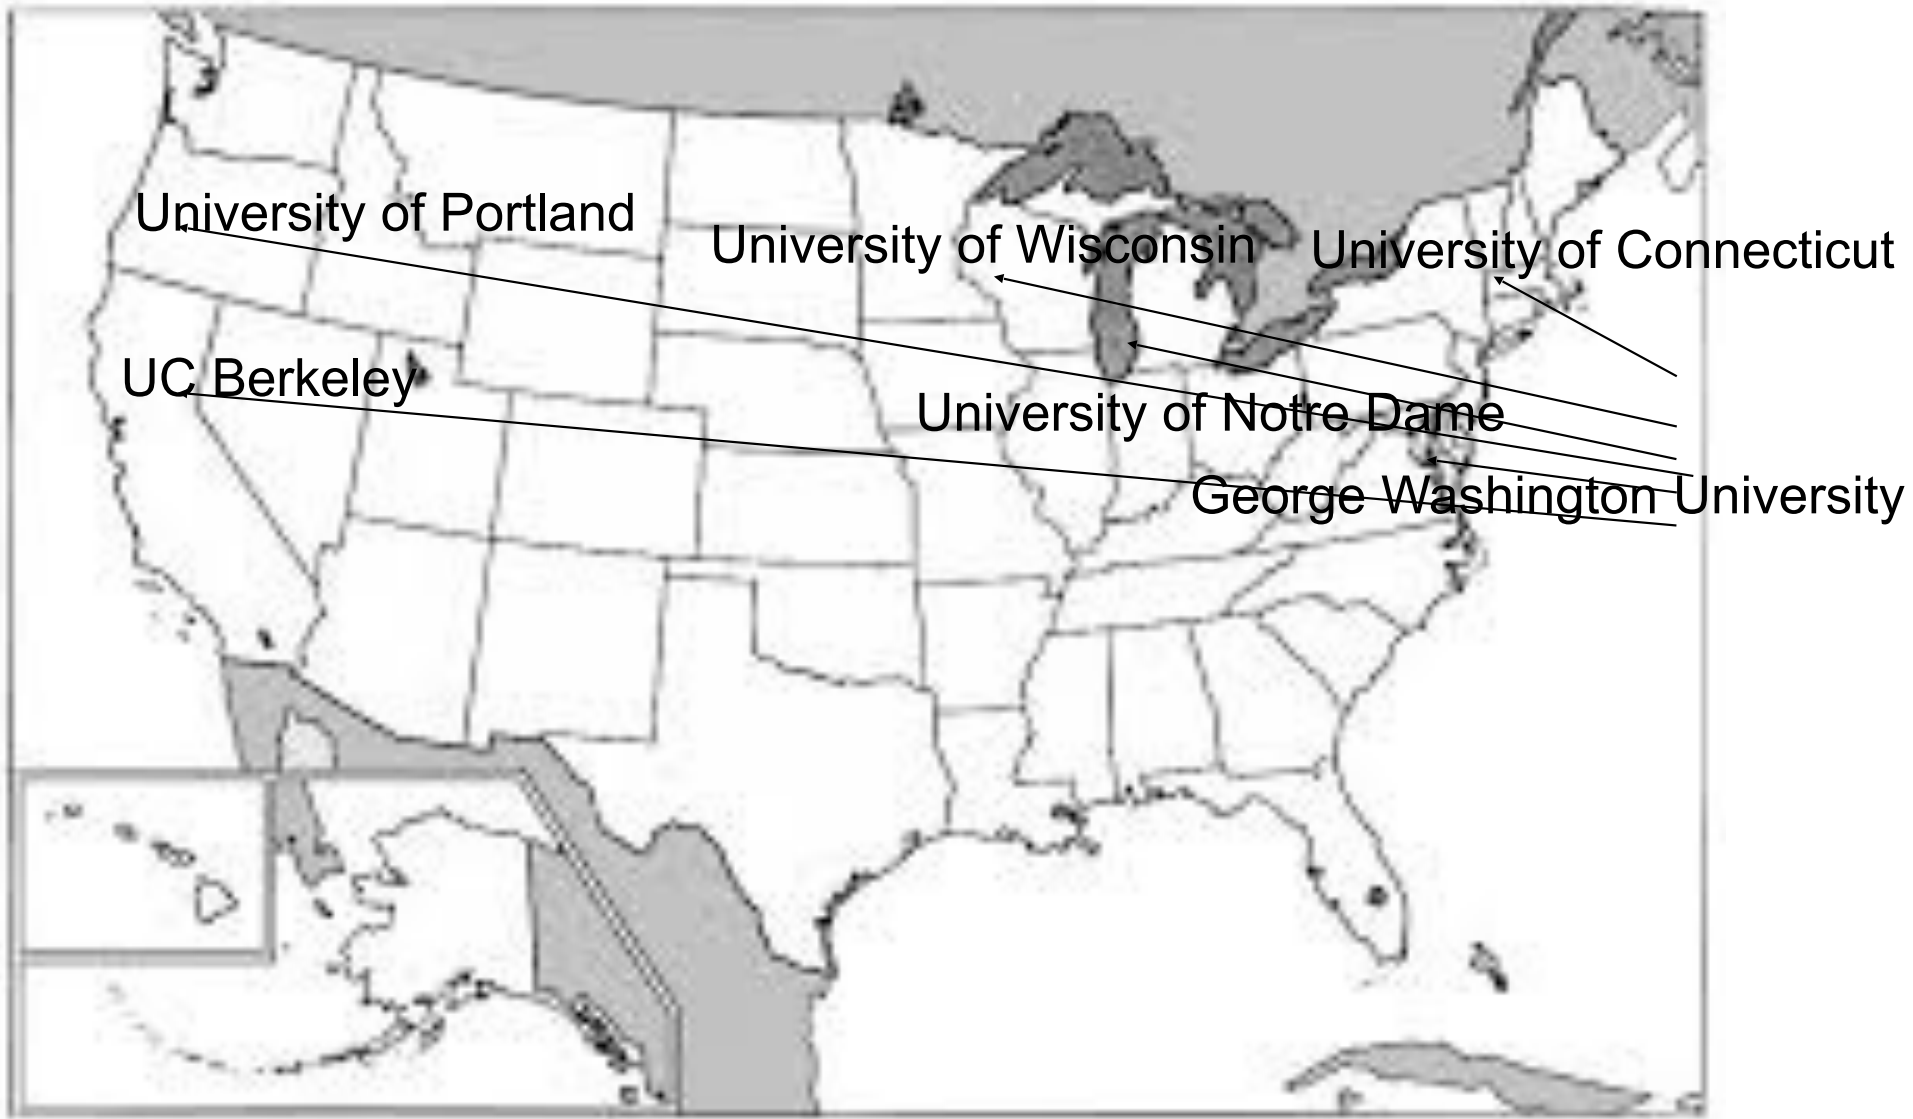 University of Portland
University of Wisconsin
University of Connecticut
UC Berkeley
University of Notre Dame
George Washington University